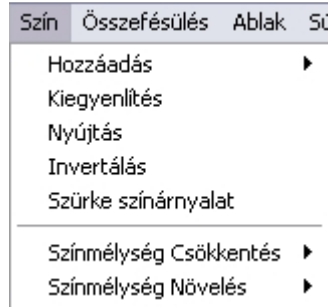 Szín Összefésülés Ablak
Hozzáadás
Kiegyenlítés
Nyújtás
Invertálás
Szürke színárnyalat
Színmélység Csökkentés
Színmélység Növelés